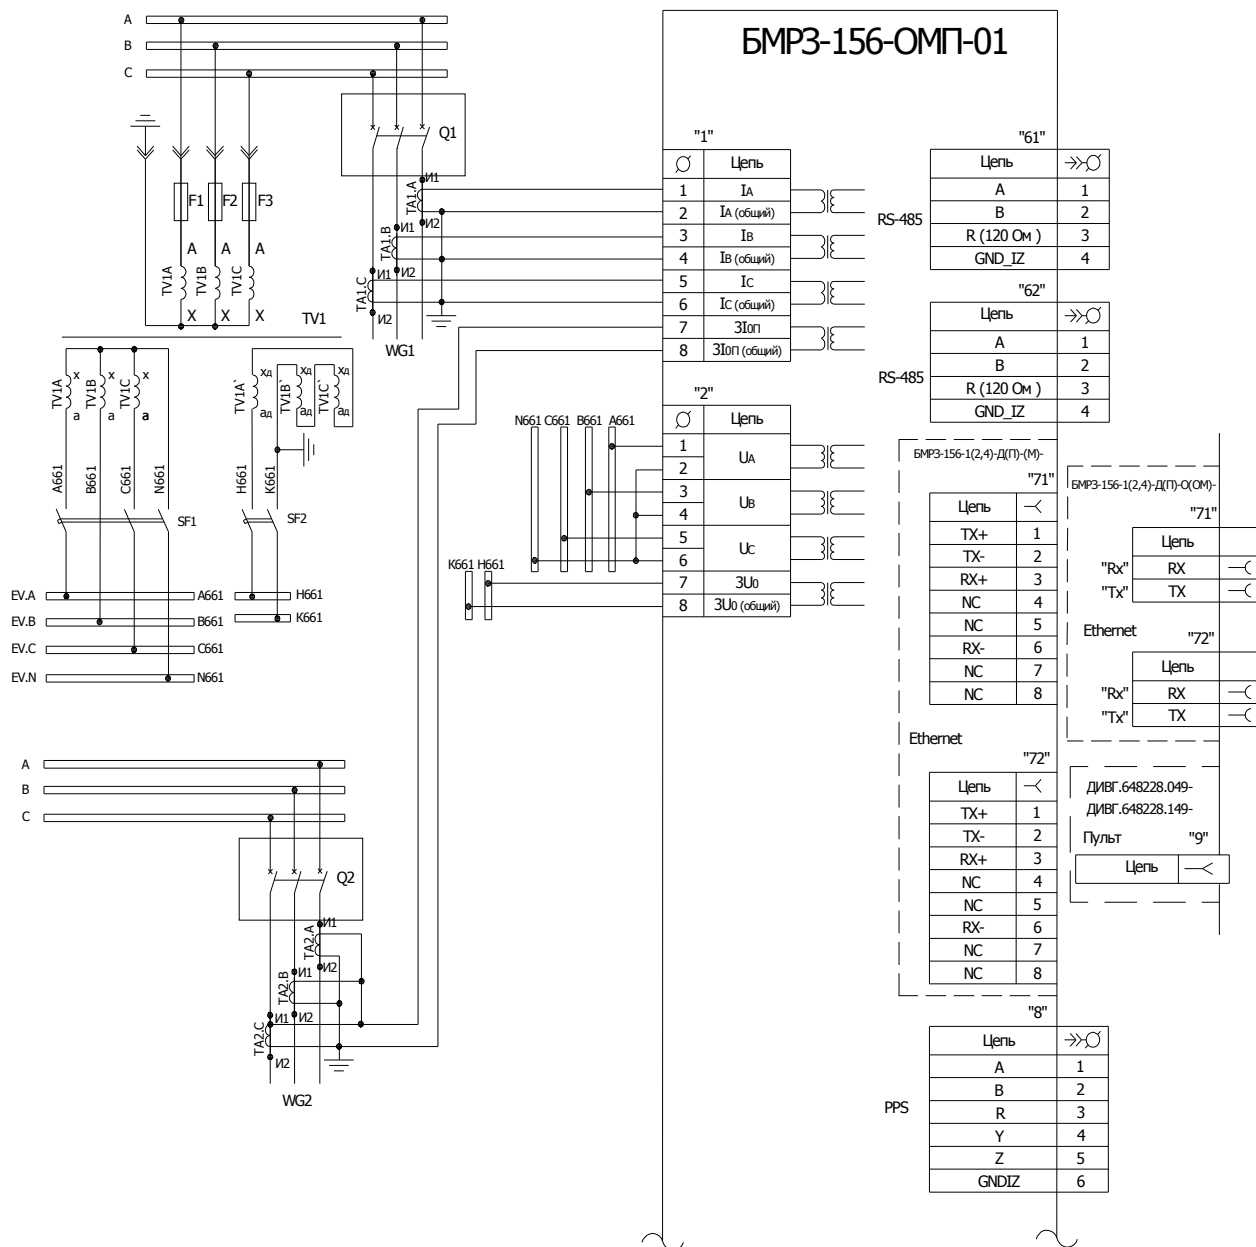 A
B
C
БМРЗ-156-ОМП-01
Q1
F1
F2
F3
A
A
A
TV1A
TV1B
TV1C
X
X
X
TV1
TA1.A
И1
И2
TA1.B
И1
И2
TA1.C
И1
И2
WG1
"1"
Цепь
1
IA
2
IA (общий)
3
IB
4
IB (общий)
5
IC
6
IC (общий)
7
3I0П
8
3I0П (общий)
"61"
Цепь
RS-485
A
1
B
2
R (120 Ом )
3
GND_IZ
4
"62"
Цепь
RS-485
A
1
B
2
R (120 Ом )
3
GND_IZ
4
TV1A
x
a
TV1B
x
a
TV1C
x
a
TV1A`
xд
aд
TV1B`
xд
aд
TV1C`
xд
aд
A661
B661
C661
N661
H661
K661
SF1
SF2
EV.A
A661
EV.B
B661
EV.C
C661
EV.N
N661
H661
K661
"2"
Цепь
N661
C661
B661
A661
1
2
UA
3
4
UB
5
6
UC
K661
H661
7
3U0
8
3U0 (общий)
БМРЗ-156-1(2,4)-Д(П)-(М)-
"71"
Цепь
TX+
1
TX-
2
RX+
3
NC
4
NC
5
RX-
6
NC
7
NC
8
Ethernet
"72"
Цепь
TX+
1
TX-
2
RX+
3
NC
4
NC
5
RX-
6
NC
7
NC
8
БМРЗ-156-1(2,4)-Д(П)-О(ОМ)-
"71"
Цепь
"Rx"
RX
"Tx"
TX
Ethernet
"72"
Цепь
"Rx"
RX
"Tx"
TX
ДИВГ.648228.049-
ДИВГ.648228.149-
Пульт
"9"
Цепь
A
B
C
Q2
TA2.A
И1
И2
TA2.B
И1
И2
TA2.C
И1
И2
WG2
"8"
Цепь
PPS
A
1
B
2
R
3
Y
4
Z
5
GNDIZ
6